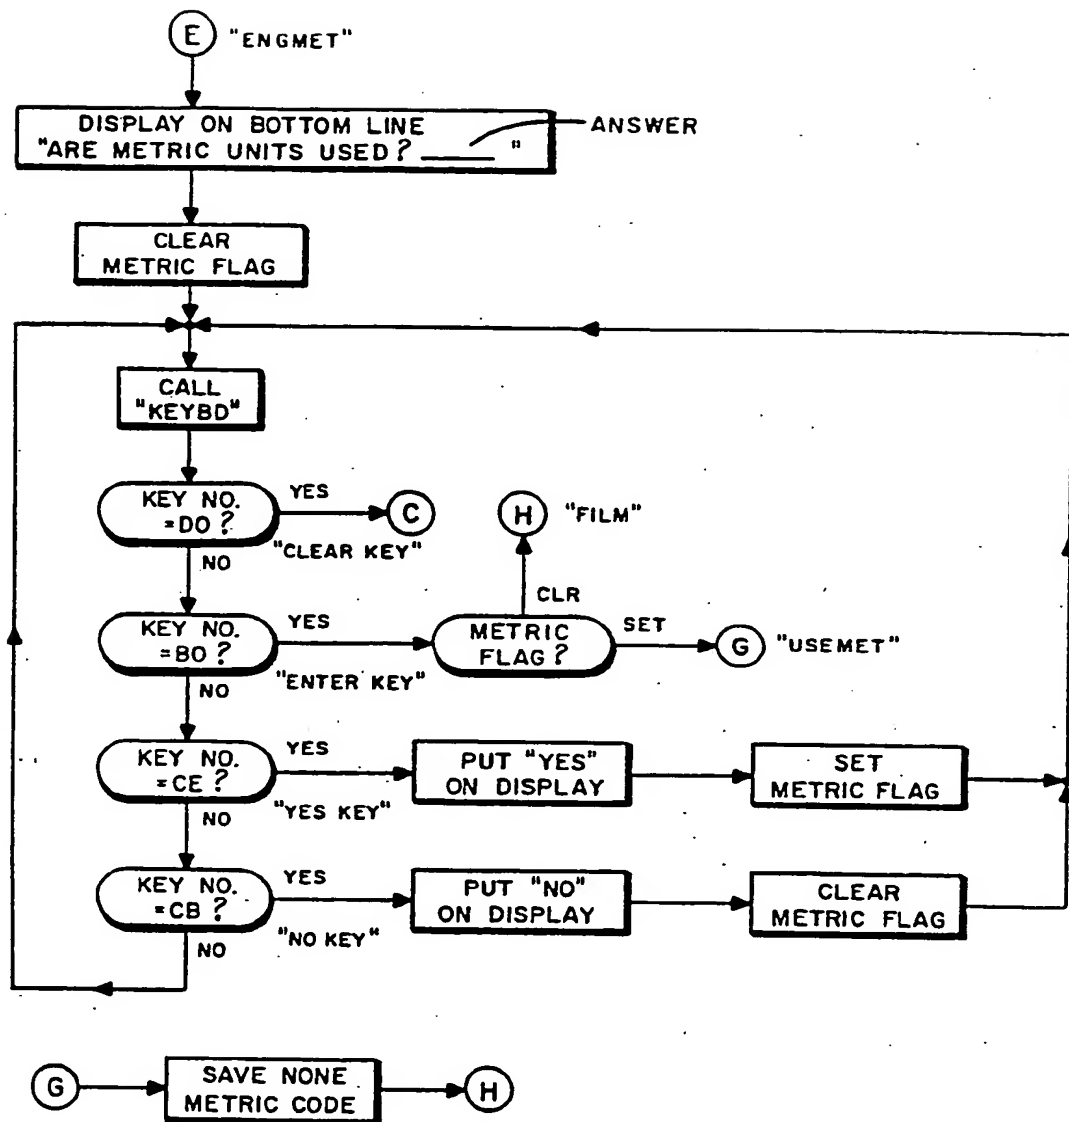 E "ENGMET"
DISPLAY ON BOTTOM LINE
"ARE METRIC UNITS USED? ____ "
ANSWER
CLEAR
METRIC FLAG
CALL
"KEYBD"
KEY NO.
=DO?
YES
"CLEAR KEY"
C
NO
H "FILM"
CLR
KEY NO.
=BO?
YES
"ENTER KEY"
METRIC
FLAG?
SET
G "USEMET"
NO
KEY NO.
=CE?
YES
"YES KEY"
PUT "YES"
ON DISPLAY
SET
METRIC FLAG
NO
KEY NO.
=CB?
YES
"NO KEY"
PUT "NO"
ON DISPLAY
CLEAR
METRIC FLAG
NO
G
SAVE NONE
METRIC CODE
H